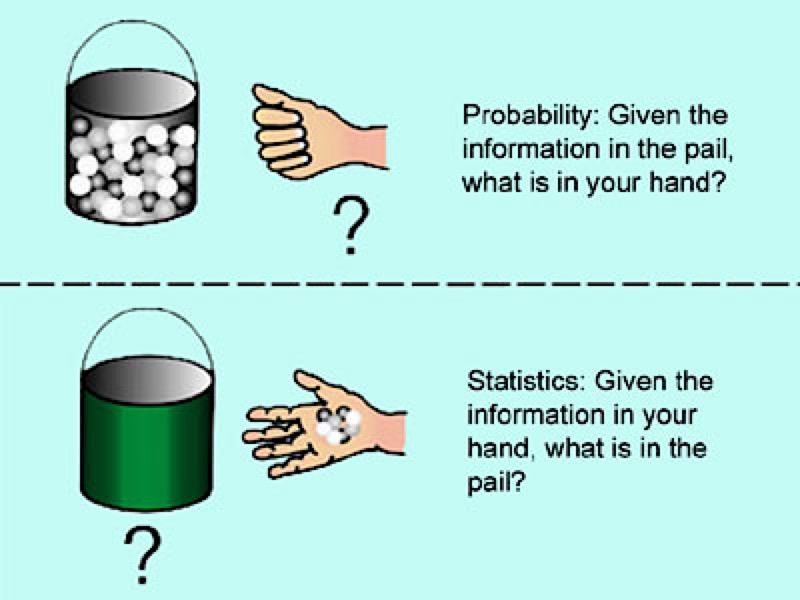 Probability: Given the
information in the pail,
what is in your hand?
?
Statistics: Given the
information in your
hand, what is in the
pail?
?